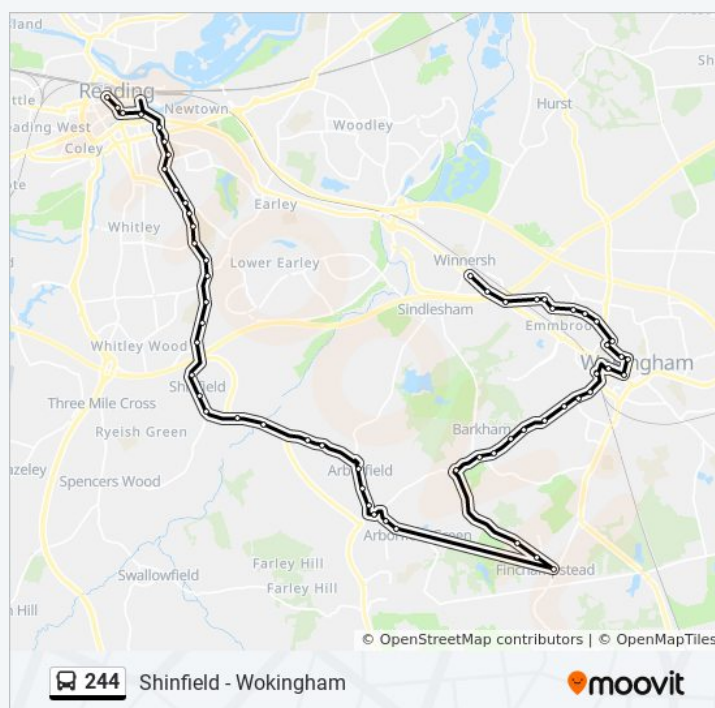 Reading
Newtown
Reading West
Coley
Woodley
Hurst
Earley
Whitley
Lower Earley
Winnersh
Sindlesham
Emmbrook
Wokingham
Whitley Wood
Shinfield
Three Mile Cross
Ryeish Green
Barkham
Arborfield
Spencers Wood
Arborfield Green
Finchampstead
Swallowfield
Farley Hill
Farley Hill
© OpenStreetMap contributors | © OpenMapTiles
244 Shinfield - Wokingham
moovit